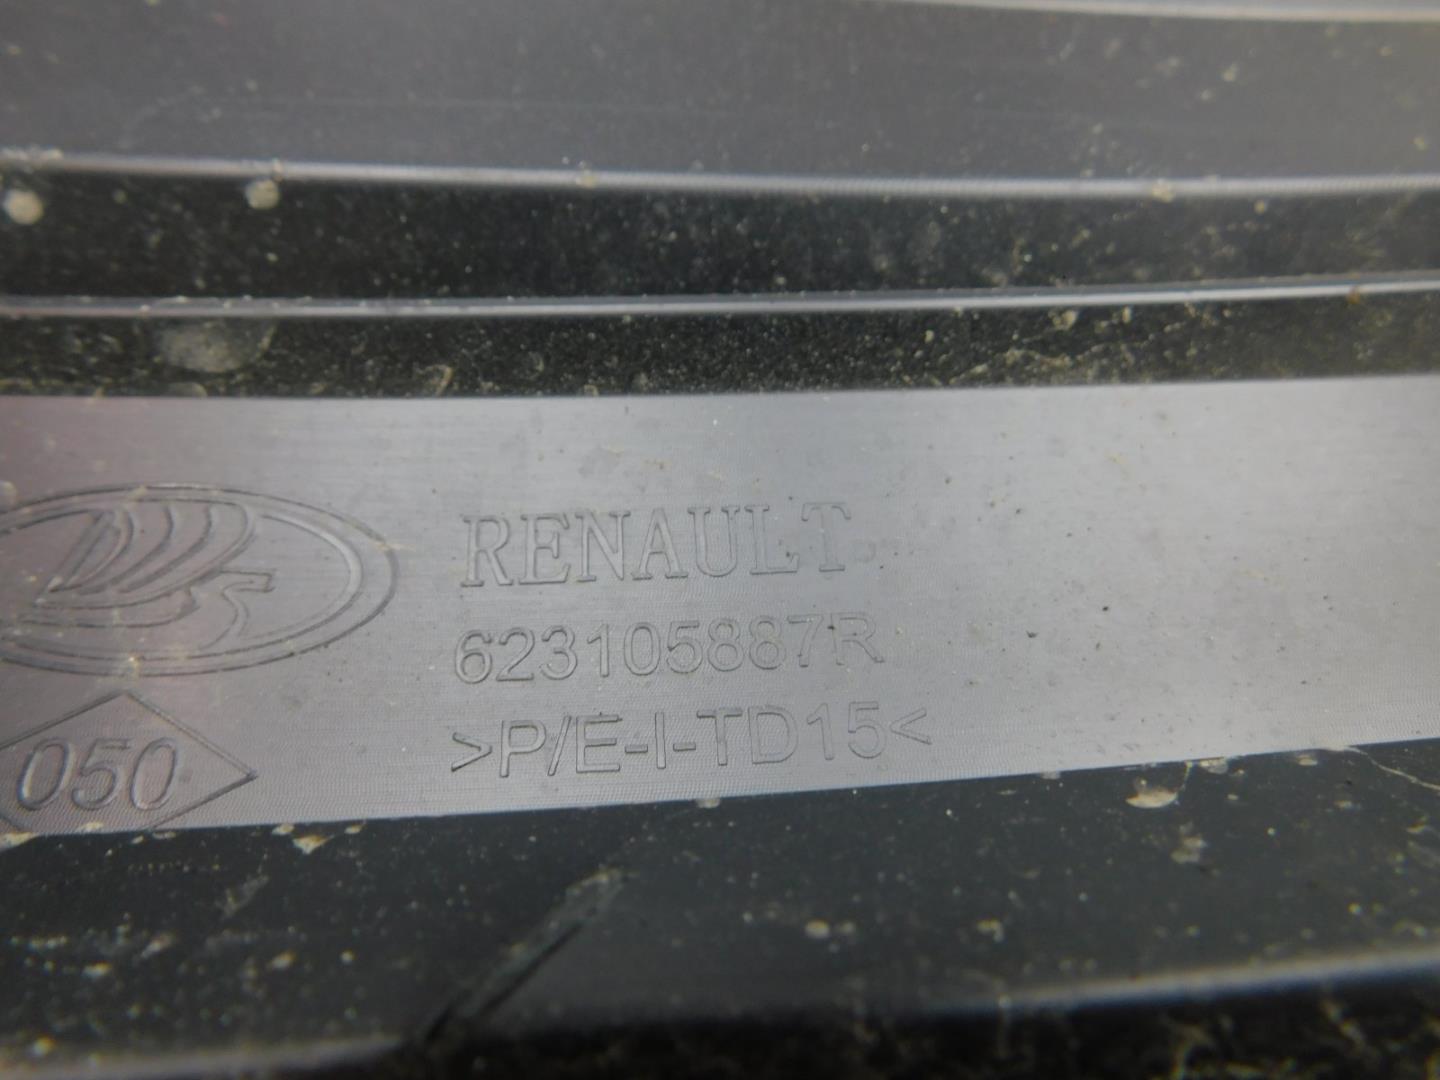 RENAULT
623105887R
050
>P/E-I-TD15<